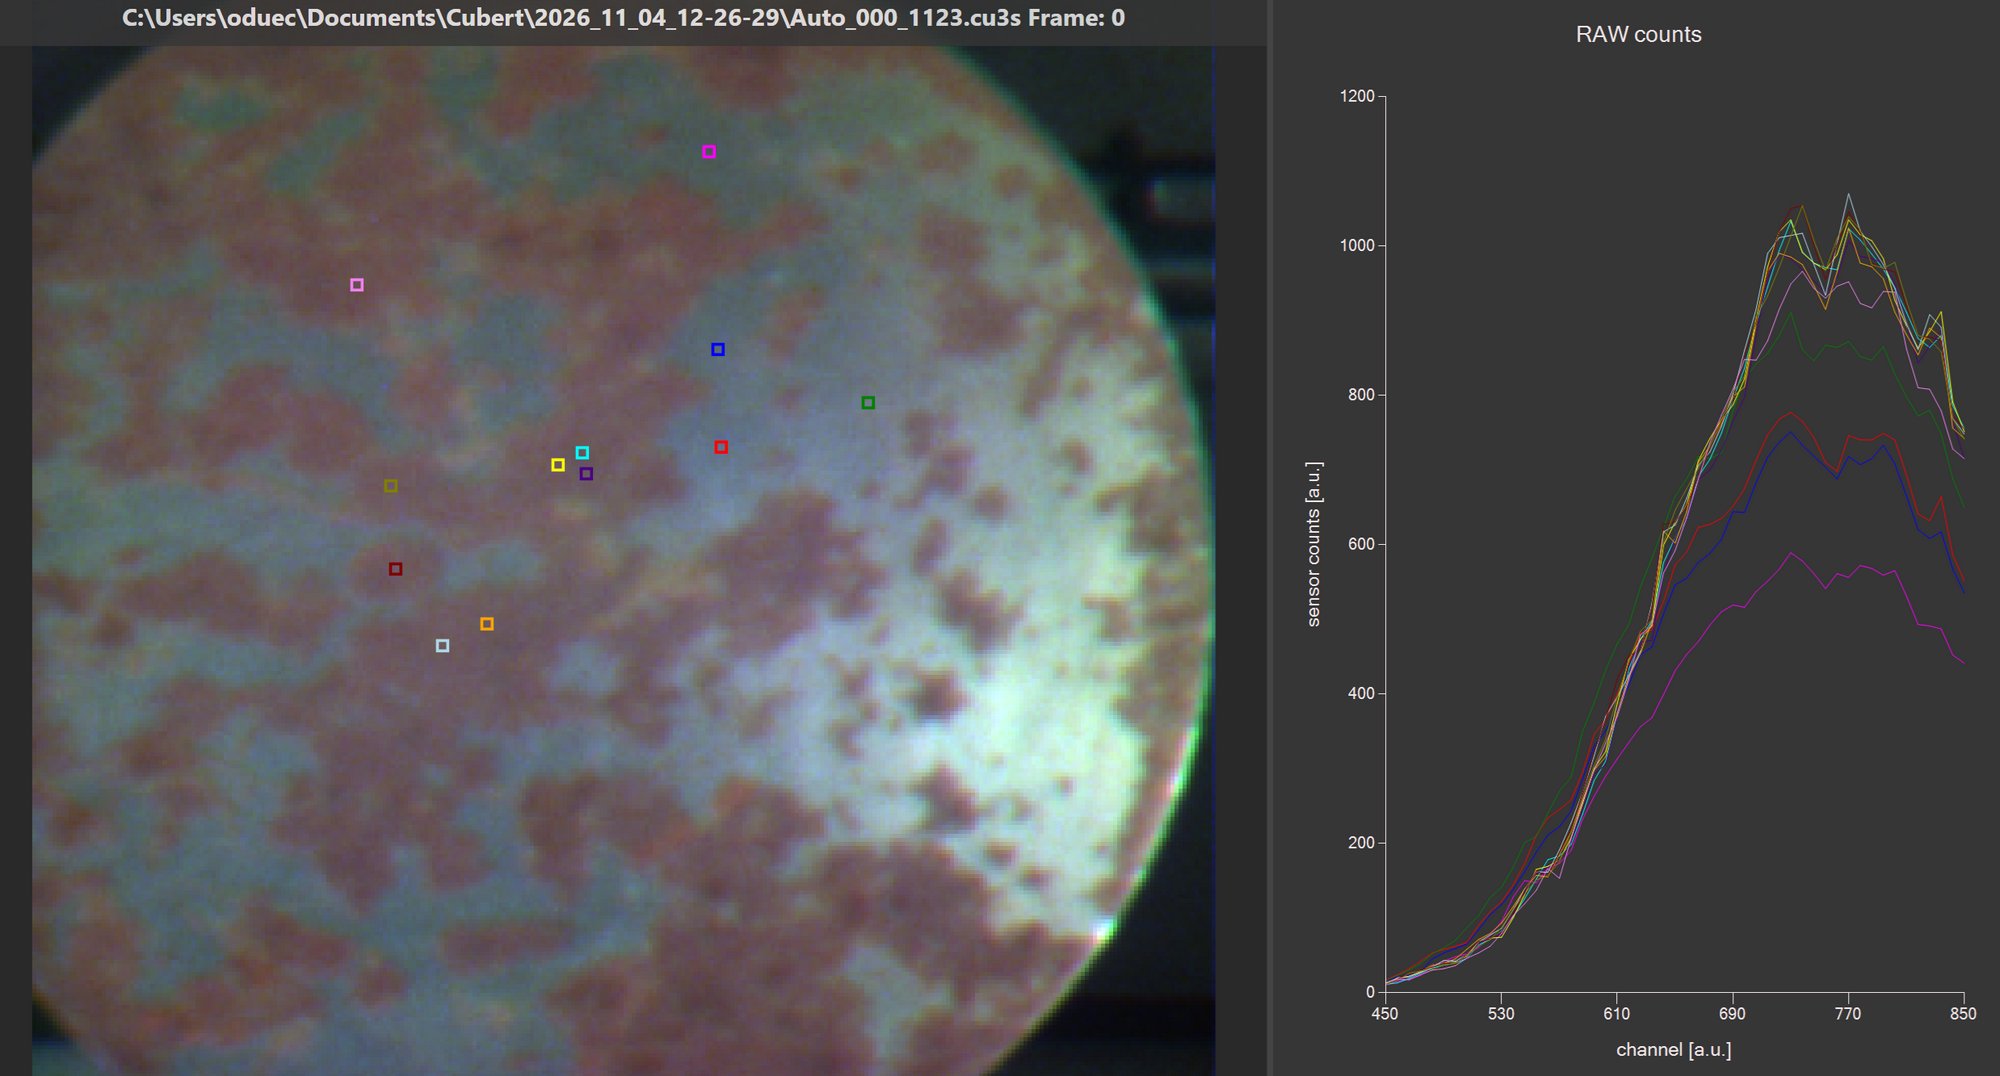 C:\Users\oduec\Documents\Cubert\2026_11_04_12-26-29\Auto_000_1123.cu3s Frame: 0
RAW counts
1200
1000
800
600
400
200
0
sensor counts [a.u.]
450 530 610 690 770 850
channel [a.u.]